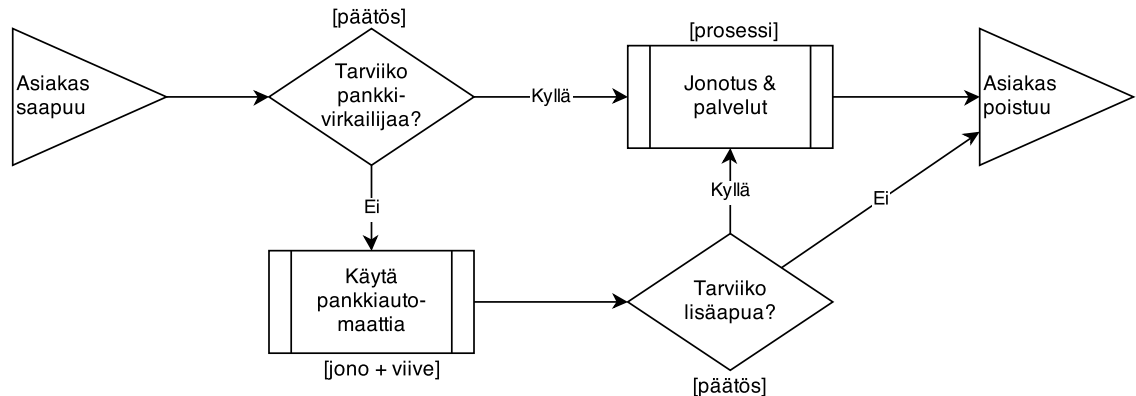 Asiakas
saapuu
[päätös]
Tarviiko
pankki-
virkailijaa?
Kyllä
[prosessi]
Jonotus &
palvelut
Asiakas
poistuu
Ei
Käytä
pankkiauto-
maattia
[jono + viive]
Kyllä
Ei
Tarviiko
lisäapua?
[päätös]